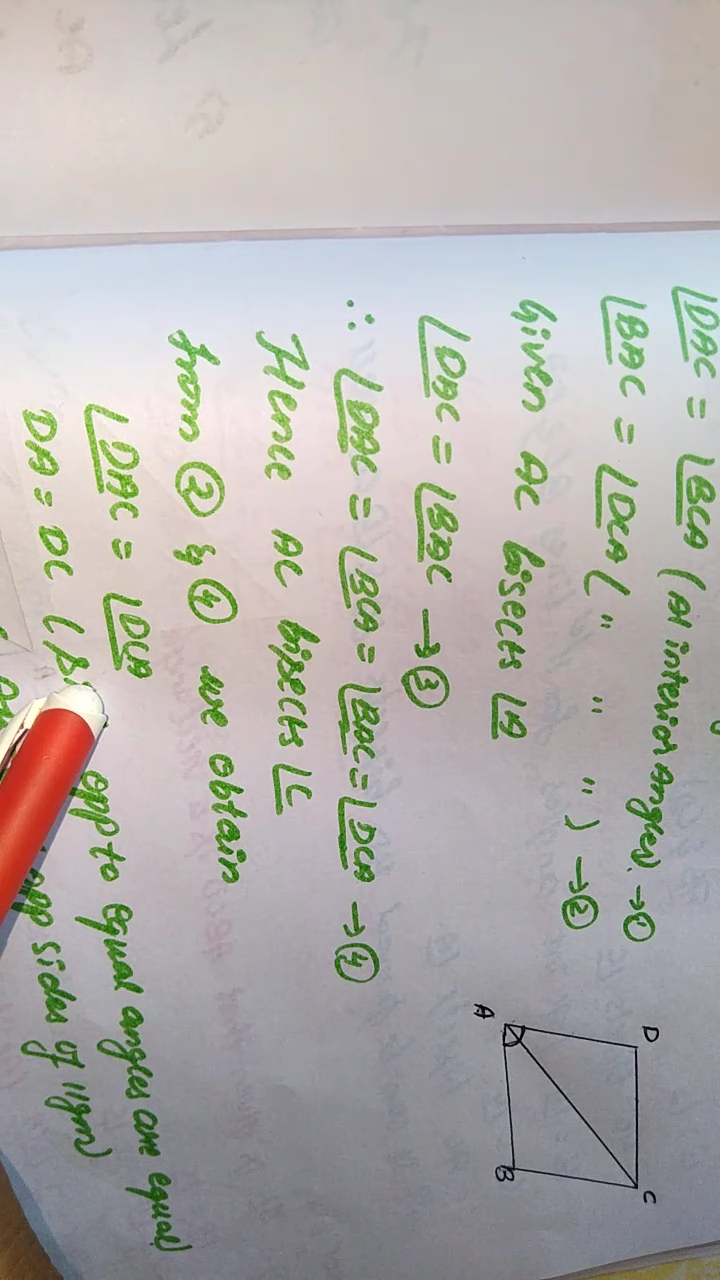 ∠DAC = ∠BCA (Al interior angles) → ①
∠BAC = ∠DCA ( " " " ) → ②
Given AC bisects ∠A
∠DAC = ∠BAC → ③
∴ ∠DAC = ∠BCA = ∠BAC = ∠DCA → ④
Hence AC bisects ∠C
from ② & ④ we obtain
∠DAC = ∠DCA
DA = DC ( opp to equal angles are equal)
opp sides of ||gm)
D C
A B